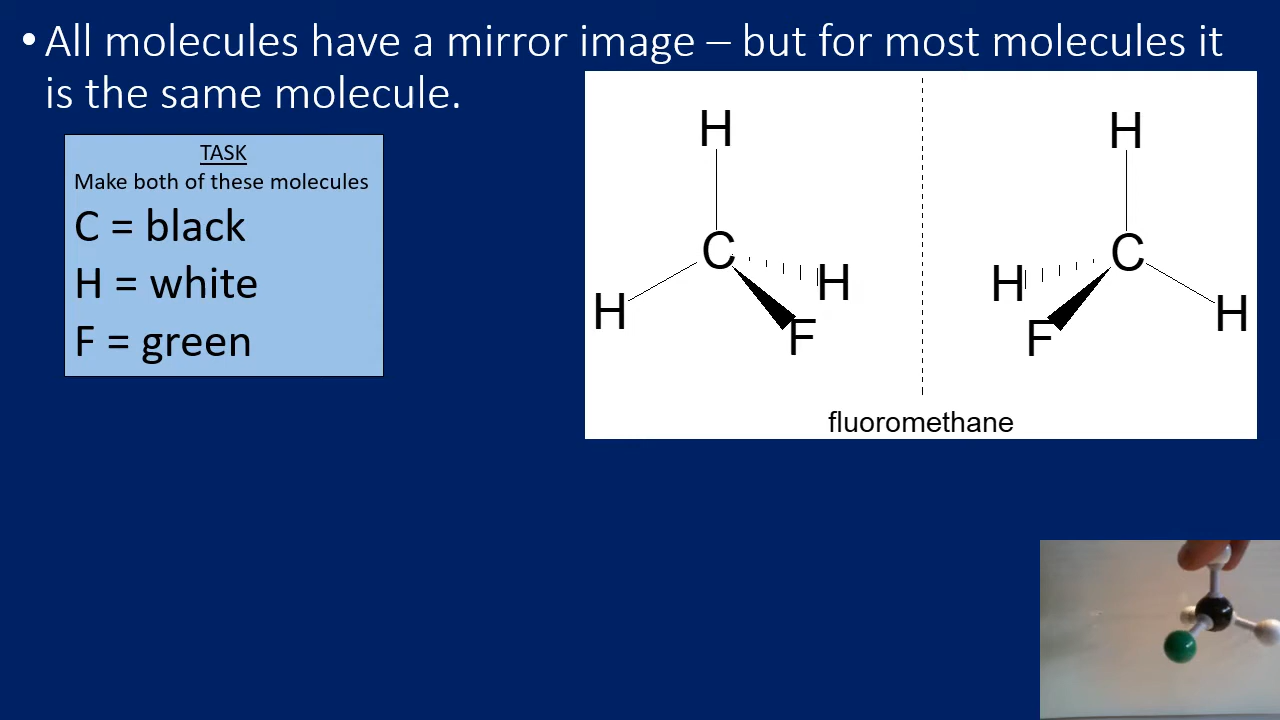 • All molecules have a mirror image – but for most molecules it
is the same molecule.
TASK
Make both of these molecules
C = black
H = white
F = green
H
C
H
H
F
H
C
H
F
H
fluoromethane